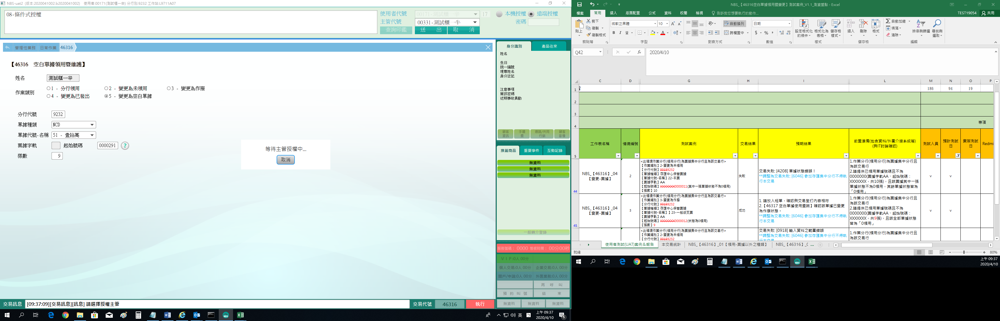 NBS-uat2 (版本:2020041002.b2020041002) 使用者:00171(測試櫃一辛) 分行別:9232 工作站:L9711A07
08-條件式授權
使用者代號 00171-測試櫃一辛 17 本機授權 遠端授權
主管代號 00331-測試櫃一牛 密碼
查詢印鑑 送 出 取 消
管理性業務 日常作業 46316
【46316 空白單據領用暨維護】
姓名 測試櫃一辛
作業類別 1 - 分行領用 2 - 變更為未領用 3 - 變更為作廢
4 - 變更為已發出 5 - 變更為空白單據
分行代號 9232
單據種類 NCD
單據代號-名稱 51 - 壹拾萬
票據字軌 起始號碼 0000291 ?
張數 9
等待主管授權中...
取消
身分識別 產品往來
姓名
生日
統一編號
理專姓名
身分註記
注意事項
簡訊密碼
近期事故異動
顧客資訊 手續費 通路/共同行銷 顧客影像
推薦商品 重要事件 互動記錄
無資料
無資料
無資料
一般轉介登錄
服務號碼: 0000 等候時間: 00分00秒
VIP:0人 00分
個人交易:0人 00分 企業交易:0人 00分
開戶/申請:0人 00分 外匯業務:0人 00分
再 呼 叫
預 約 叫 號 結 束
無資料 無資料 無資料
交易訊息 [09:37:09][交易訊息][訊息] 請選擇授權主管 交易代號 46316 執行
英 上午 09:37
2020/4/10 6
NBS_【46316空白單據領用暨變更】測試案例_V1.1_測資盤點 - Excel
檔案 常用 插入 版面配置 公式 資料 校閱 檢視 告訴我您想要執行的動作... TEST19054 共用
貼上 剪下 複製 複製格式 剪貼簿
微軟正黑體 10 B I U 字型
自動換列 跨欄置中 對齊方式
日期 $ % 數值
設定格式化的條件 格式化為表格 儲存格樣式 樣式
插入 刪除 格式 儲存格
自動加總 填滿 清除 排序與篩選 尋找與選取 編輯
Q42 fx 2020/4/10
C D G H I L M N O P
1 186 94 19
2
3
4 專項
5 工作表名稱 情境編號 測試案例 交易結果 預期結果 前置準備(包含資料/外圍介接系統等)(與IT討論確認) 測試人員 預計測試日 實際測試日 Redmi
44 NBS_【46316】_04【變更-票據】 2
<此情境作業分行(領用分行)為票據集中分行且為該交易行>
【作業類別】2-變更為未領用
【分行代號】00159232
【單據種類】存匯中心保管票據
【單據代號-名稱】22-本票
【票據字軌】AA
【起始號碼】XXXXXXX0000011(其中一張單據狀態不為0領用)
【張數】10
失敗
交易失敗: [4208] 單據狀態錯誤！
**調整為交易失敗: [6046] 參加存匯集中分行不得執行本交易
1.作業分行(領用分行)為票據集中分行且為該交易行
2.請提供已領用單據號碼且不為0000000(票據字軌AA、起始號碼：XXXXXXX，共10張)，且該票據其中一張單據狀態不為0領用，其餘單據狀態皆為「0領用」
v v
45 NBS_【46316】_04【變更-票據】 3
<此情境作業分行(領用分行)為票據集中分行且為該交易行>
【作業類別】3-變更為作廢
【分行代號】00159232
【單據種類】存匯中心保管票據
【單據代號-名稱】】23-一般版支票
【票據字軌】AA
【起始號碼】XXXXXXX0000012(狀態為0領用)
【張數】9
成功
1. 請放入短單，確認與交易登打內容相符
2.【46317 空白單據使用查詢】確認該單據已變更為作廢狀態。
**調整為交易失敗: [6046] 參加存匯集中分行不得執行本交易
1.作業分行(領用分行)為票據集中分行且為該交易行
2.請提供已領用單據號碼且不為0000000(票據字軌AA、起始號碼：XXXXXXX，共9張)，且該全部單據狀態皆為「0領用」
v v
<此情境作業分行(領用分行)為票據集中分行且為該交易行>
【作業類別】2-變更為未領用
【分行代號】00159232
交易失敗: [0918] 輸入資料之範圍錯誤
**調整為交易失敗: [6046] 參加存匯集中分行不得執行本交易
1.作業分行(領用分行)為票據集中分行且為該交易行
使用者測試(UAT)案例＆報告 本交易統計 NBS_【46316】_01【領用-票據以外之種類】 NBS_【46316】_0 ...
就緒 80%
上午 09:37
2020/4/10